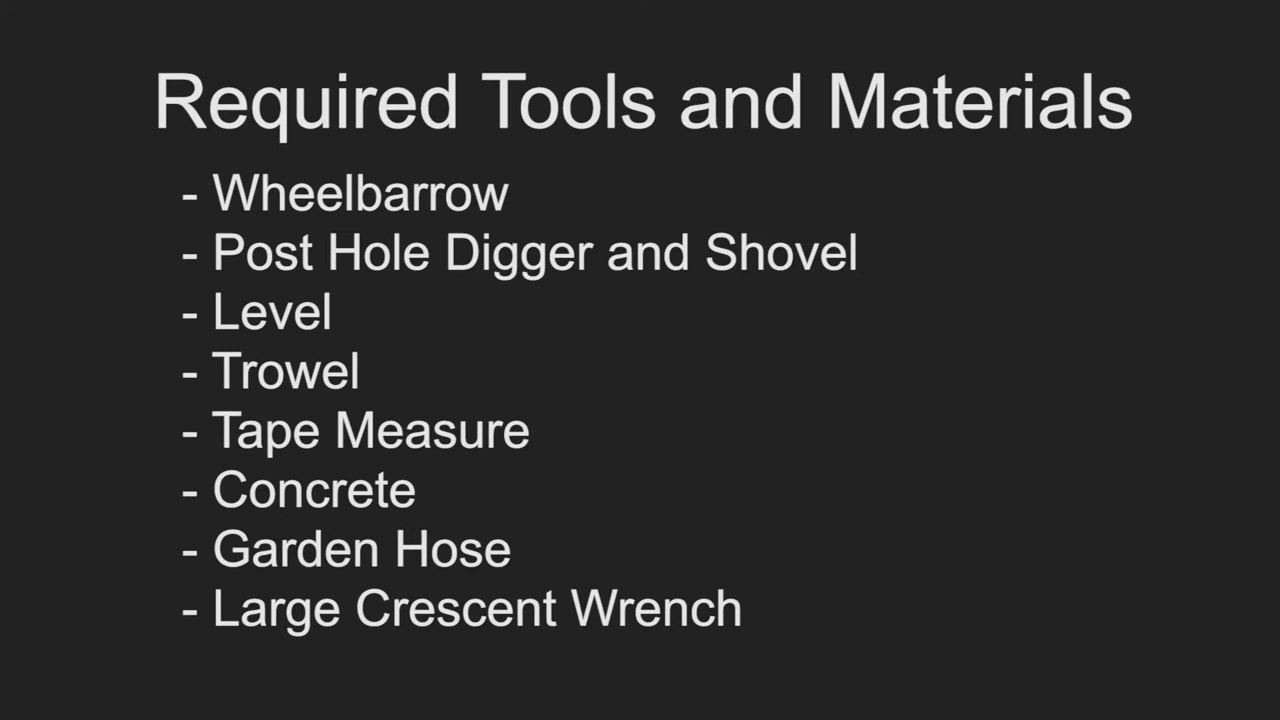 Required Tools and Materials
- Wheelbarrow
- Post Hole Digger and Shovel
- Level
- Trowel
- Tape Measure
- Concrete
- Garden Hose
- Large Crescent Wrench